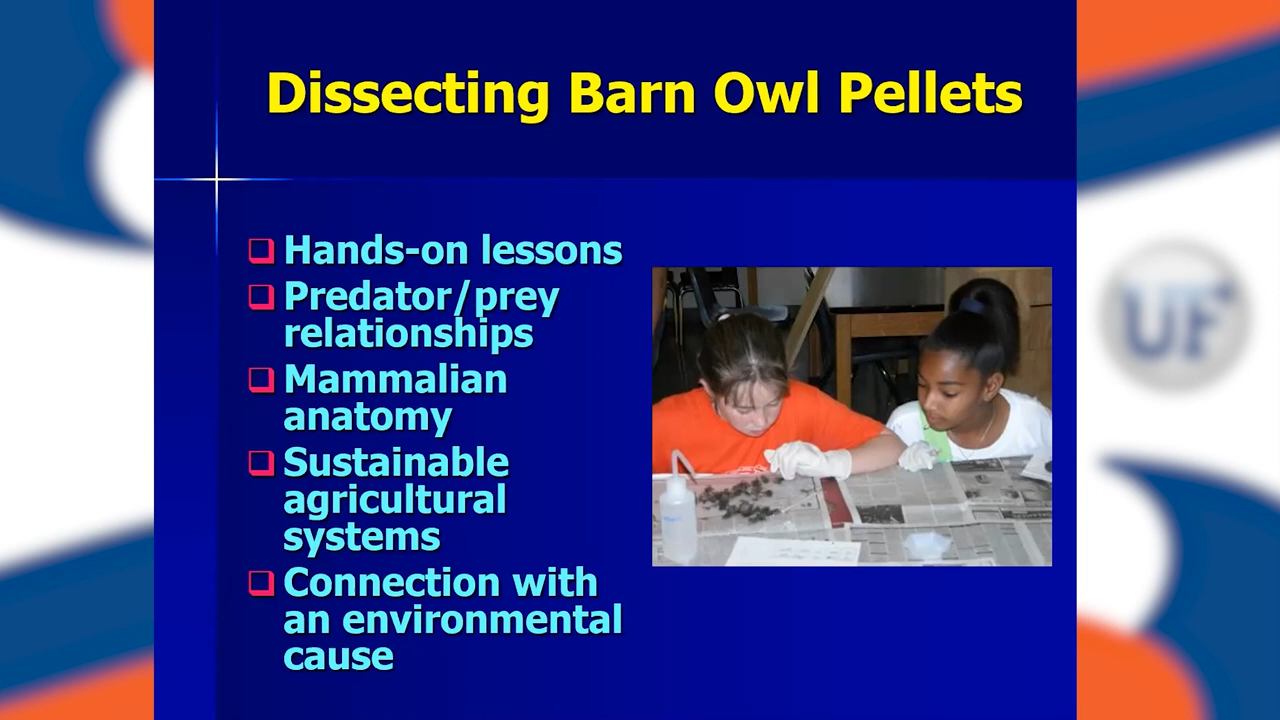 Dissecting Barn Owl Pellets
Hands-on lessons
Predator/prey
relationships
Mammalian
anatomy
Sustainable
agricultural
systems
Connection with
an environmental
cause
UF